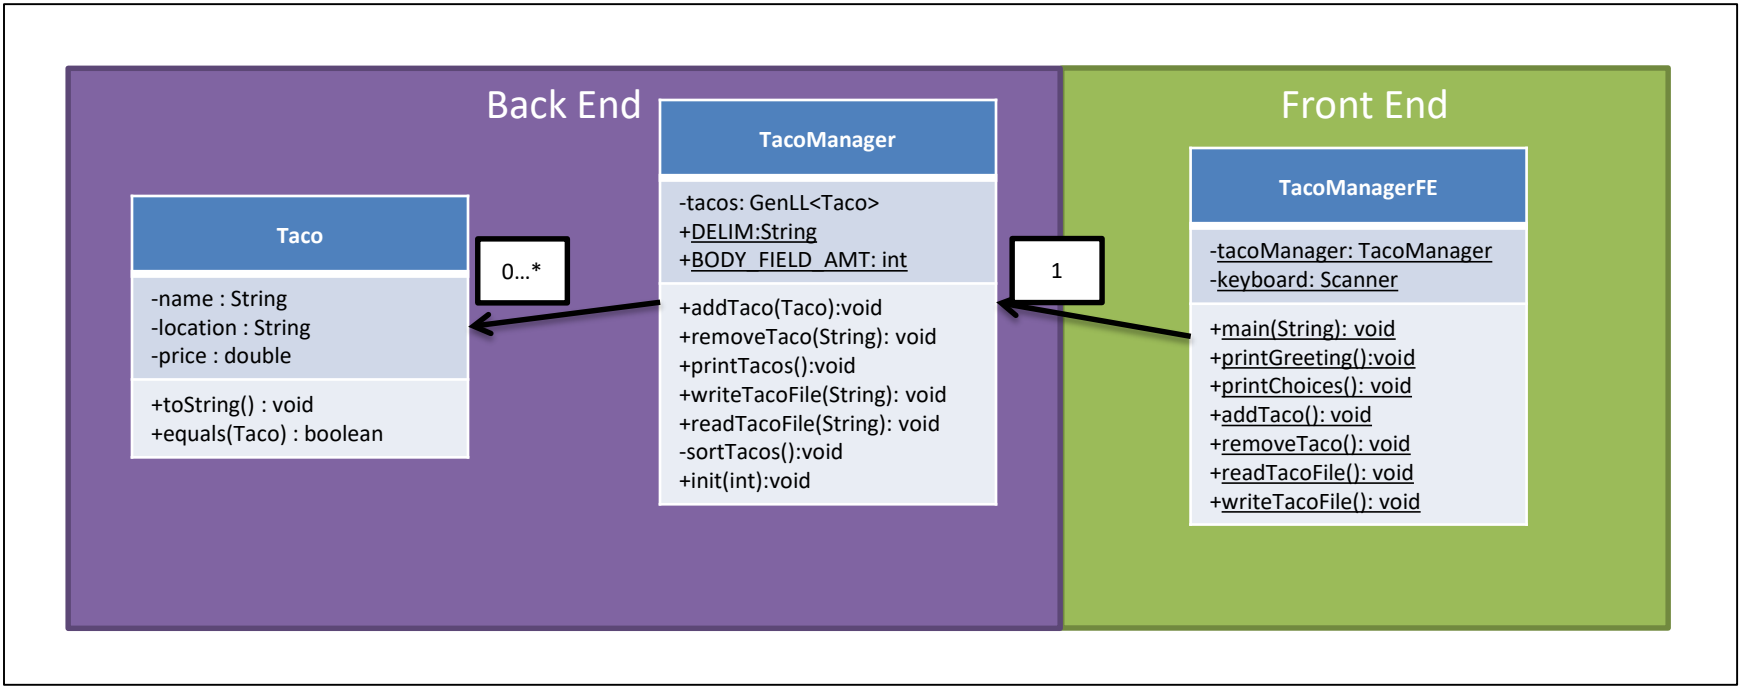 Back End
Front End
Taco
-name : String
-location : String
-price : double
+toString() : void
+equals(Taco) : boolean
0…*
TacoManager
-tacos: GenLL<Taco>
+DELIM:String
+BODY_FIELD_AMT: int
+addTaco(Taco):void
+removeTaco(String): void
+printTacos():void
+writeTacoFile(String): void
+readTacoFile(String): void
-sortTacos():void
+init(int):void
1
TacoManagerFE
-tacoManager: TacoManager
-keyboard: Scanner
+main(String): void
+printGreeting():void
+printChoices(): void
+addTaco(): void
+removeTaco(): void
+readTacoFile(): void
+writeTacoFile(): void